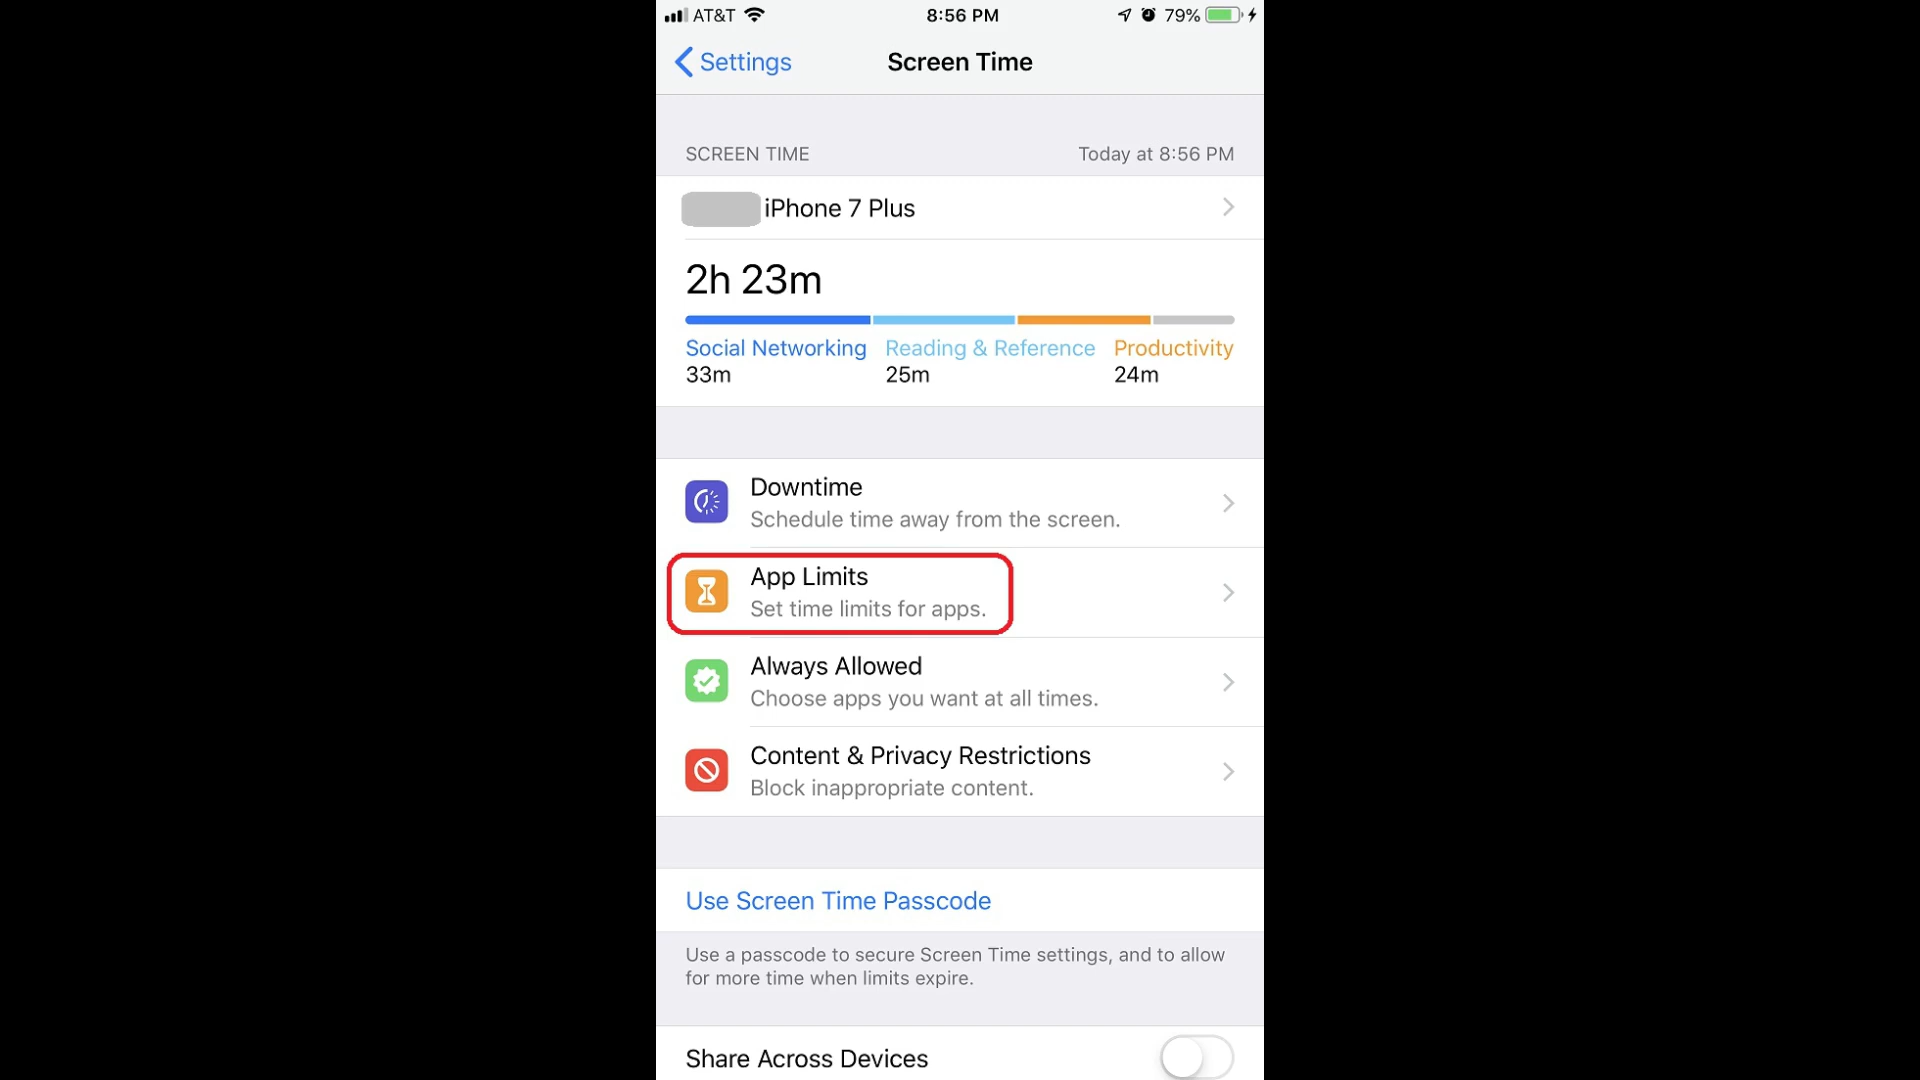 AT&T 8:56 PM 79%
Settings Screen Time
SCREEN TIME Today at 8:56 PM
iPhone 7 Plus
2h 23m
Social Networking Reading & Reference Productivity
33m 25m 24m
Downtime
Schedule time away from the screen.
App Limits
Set time limits for apps.
Always Allowed
Choose apps you want at all times.
Content & Privacy Restrictions
Block inappropriate content.
Use Screen Time Passcode
Use a passcode to secure Screen Time settings, and to allow
for more time when limits expire.
Share Across Devices